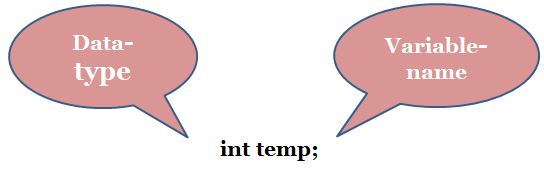 Data-
type
Variable-
name
int temp;